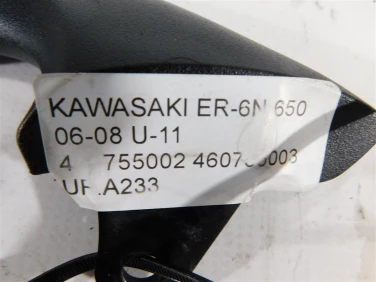 KAWASAKI ER-6N 650
06-08 U-11
4 755002
.A233